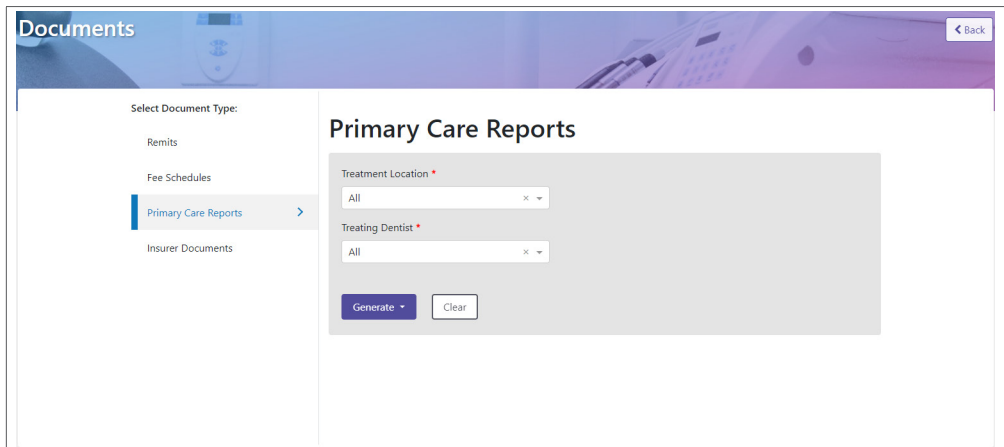 Documents
Back
Select Document Type:
Remits
Fee Schedules
Primary Care Reports
Insurer Documents
Primary Care Reports
Treatment Location *
All
Treating Dentist *
All
Generate
Clear